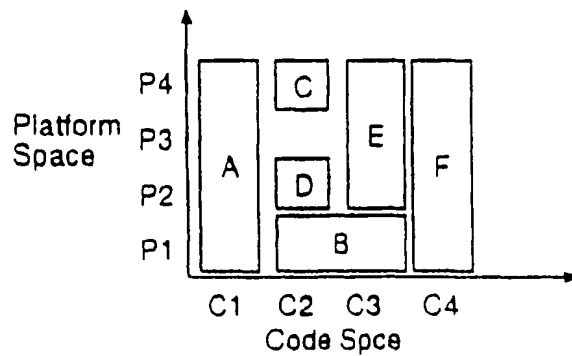 P4
C
Platform
Space
P3
A
E
F
P2
D
P1
B
C1 C2 C3 C4
Code Spce